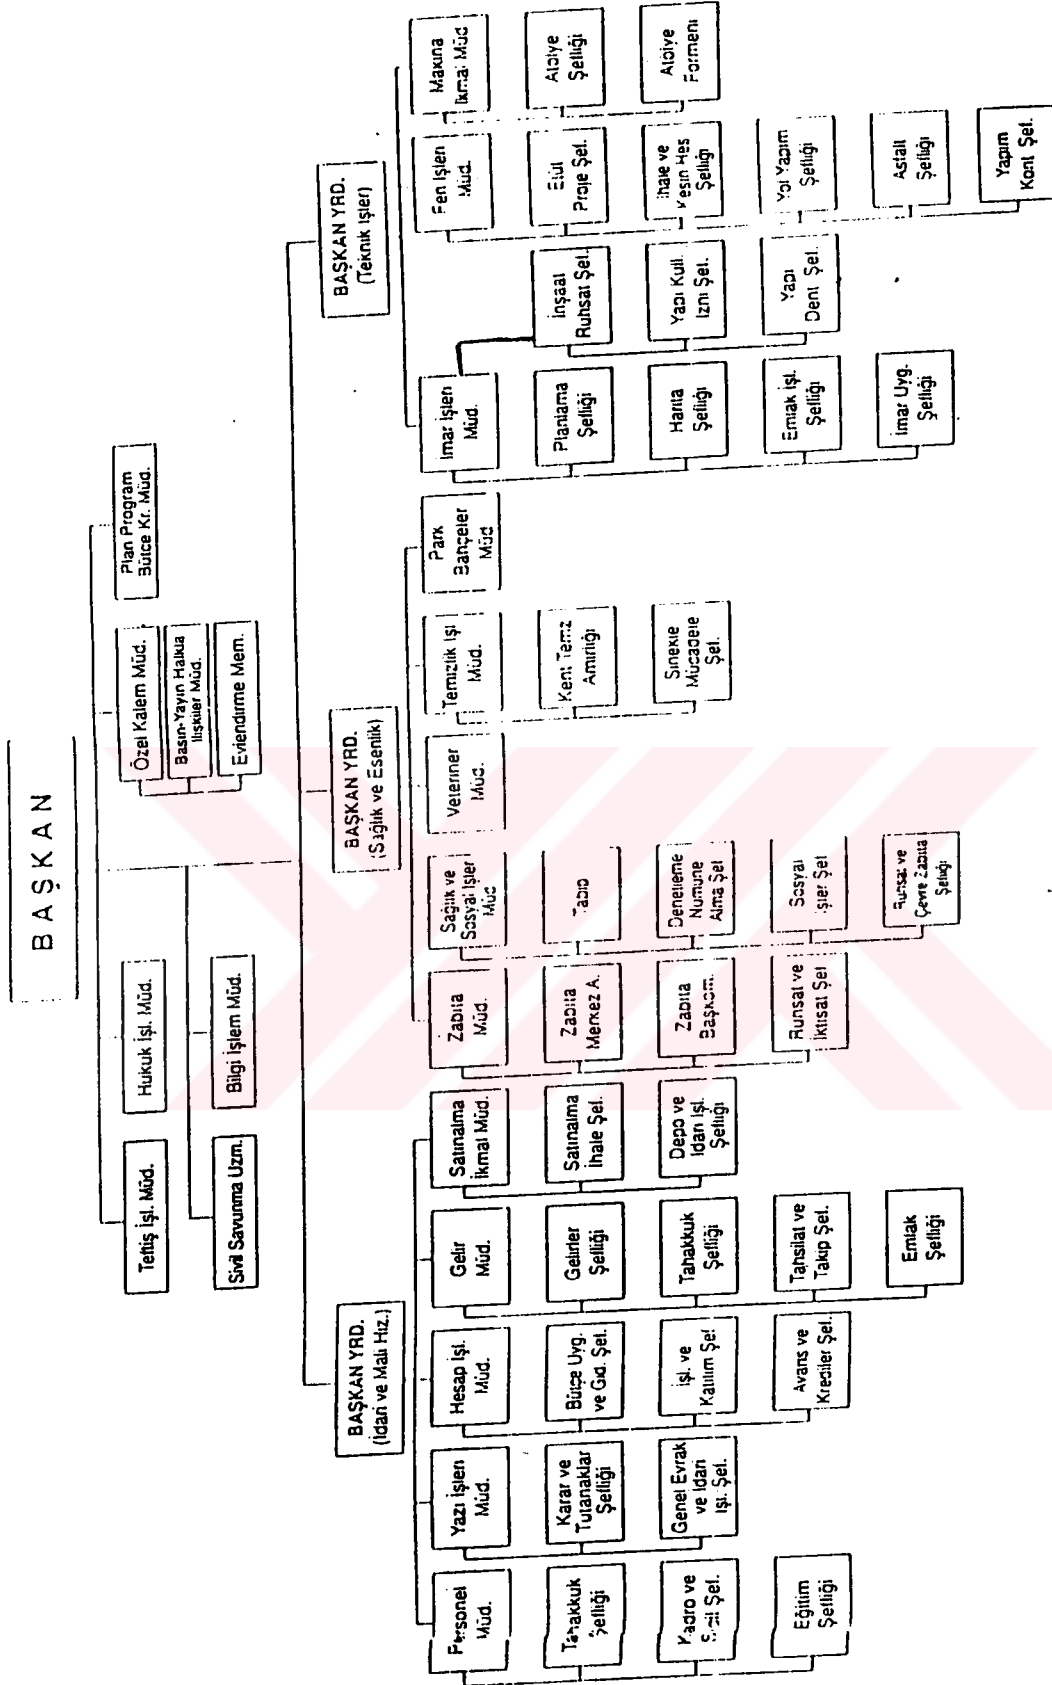 BAŞKAN
Teftiş İşl. Müd.
Hukuk İşl. Müd.
Özel Kalem Müd.
Basın-Yayın Halkla
İlişkiler Müd.
Evlendirme Mem.
Plan Program
Bütçe Kr. Müd.
Sivil Savunma Uzm.
Bilgi İşlem Müd.
BAŞKAN YRD.
(İdari ve Mali Hiz.)
BAŞKAN YRD.
(Sağlık ve Esenlik)
BAŞKAN YRD.
(Teknik İşler)
Personel
Müd.
Tahakkuk
Şefliği
Kadro ve
Sicil Şef.
Eğitim
Şefliği
Yazı İşleri
Müd.
Karar ve
Tutanaklar
Şefliği
Genel Evrak
ve İdari
İşl. Şef.
Hesap İşl.
Müd.
Bütçe Uyg.
ve Gid. Şef.
İşl. ve
Katılım Şef
Avans ve
Krediler Şef.
Gelir
Müd.
Gelirler
Şefliği
Tahakkuk
Şefliği
Tahsilat ve
Takip Şef.
Emlak
Şefliği
Satınalma
İkmal Müd.
Satınalma
İhale Şef.
Depo ve
İdari İşl.
Şefliği
Zabıta
Müd.
Zabıta
Merkez A.
Zabıta
Başkom.
Ruhsat ve
İktisat Şef
Sağlık ve
Sosyal İşler
Müd
Tabip
Denetleme
Numune
Alma Şef
Sosyal
İşler Şef
Ruhsat ve
Çevre Zabıta
Şefliği
Veteriner
Müd.
Temizlik İşl
Müd.
Kent Temiz
Amirliği
Sinekle
Mücadele
Şef.
Park
Bahçeler
Müd
İmar İşleri
Müd.
Planlama
Şefliği
Harita
Şefliği
Emlak İşl.
Şefliği
İmar Uyg.
Şefliği
İnşaat
Ruhsat Şef.
Yapı Kull.
İzni Şef.
Yapı
Dent Şef.
Fen İşleri
Müd.
Etüt
Proje Şef.
İhale ve
Kesin Hes
Şefliği
Yol Yapım
Şefliği
Asfalt
Şefliği
Yapım
Kont Şef.
Makina
İkmal Müd
Atölye
Şefliği
Atölye
Formeni